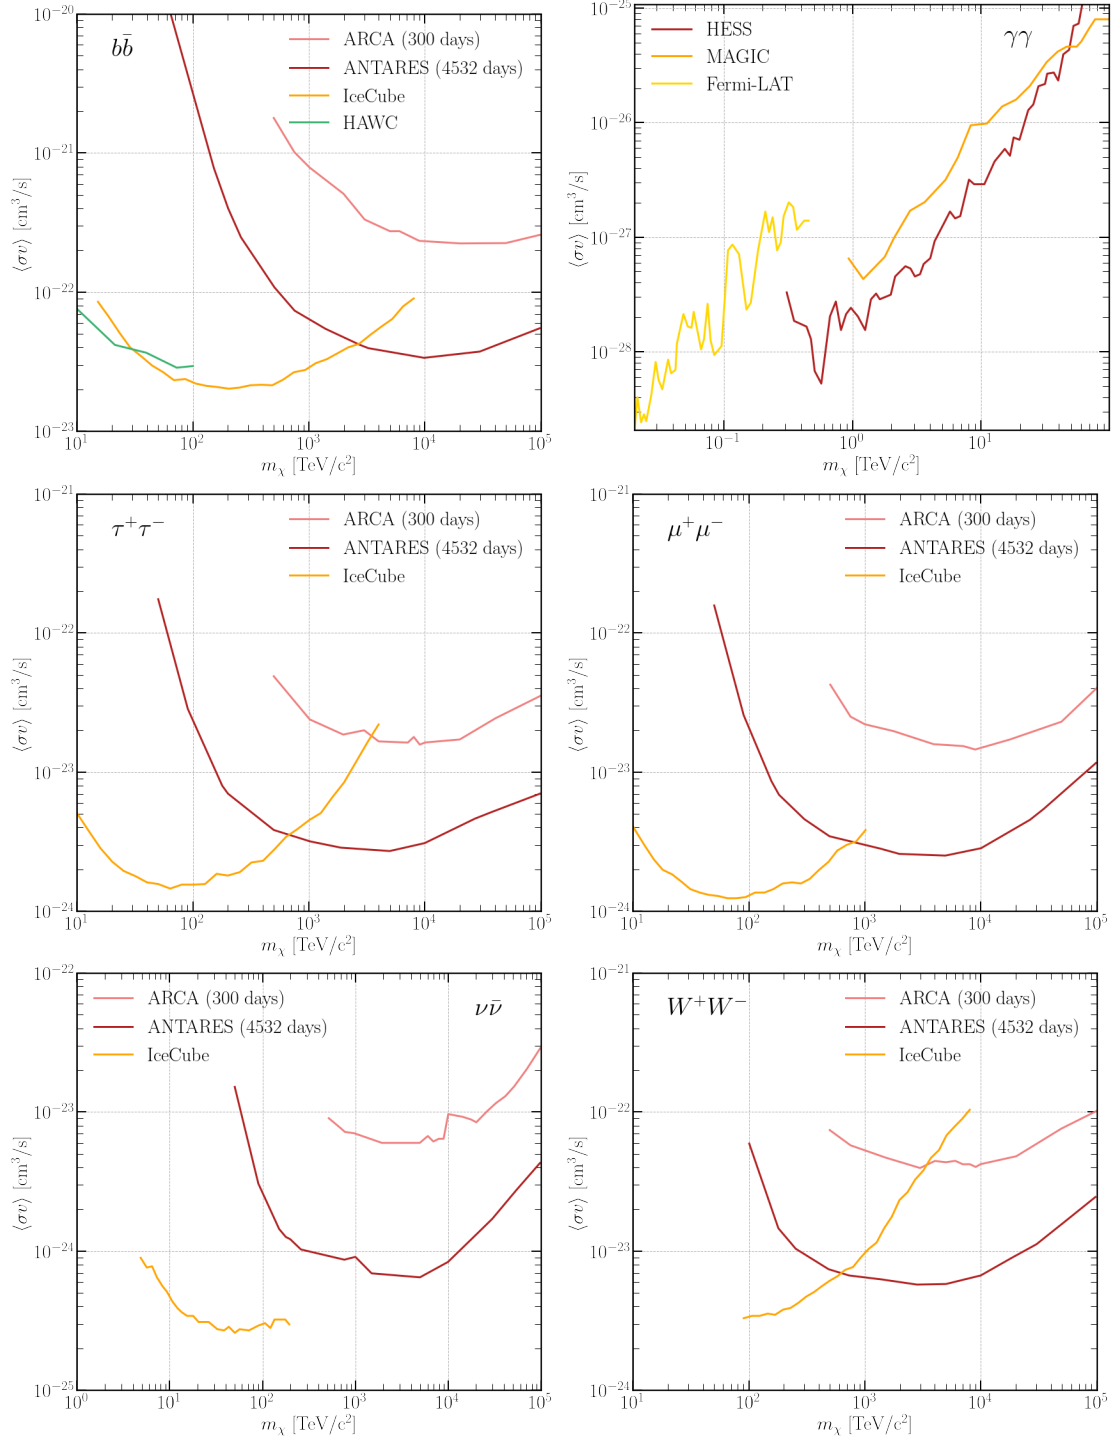 bb̄
ARCA (300 days)
ANTARES (4532 days)
IceCube
HAWC
10⁻²⁰
10⁻²¹
10⁻²²
10⁻²³
⟨σv⟩ [cm³/s]
10¹ 10² 10³ 10⁴ 10⁵
m_χ [TeV/c²]
γγ
HESS
MAGIC
Fermi-LAT
10⁻²⁵
10⁻²⁶
10⁻²⁷
10⁻²⁸
⟨σv⟩ [cm³/s]
10⁻¹ 10⁰ 10¹
m_χ [TeV/c²]
τ⁺τ⁻
ARCA (300 days)
ANTARES (4532 days)
IceCube
10⁻²¹
10⁻²²
10⁻²³
10⁻²⁴
⟨σv⟩ [cm³/s]
10¹ 10² 10³ 10⁴ 10⁵
m_χ [TeV/c²]
μ⁺μ⁻
ARCA (300 days)
ANTARES (4532 days)
IceCube
10⁻²¹
10⁻²²
10⁻²³
10⁻²⁴
⟨σv⟩ [cm³/s]
10¹ 10² 10³ 10⁴ 10⁵
m_χ [TeV/c²]
νν̄
ARCA (300 days)
ANTARES (4532 days)
IceCube
10⁻²²
10⁻²³
10⁻²⁴
10⁻²⁵
⟨σv⟩ [cm³/s]
10⁰ 10¹ 10² 10³ 10⁴ 10⁵
m_χ [TeV/c²]
W⁺W⁻
ARCA (300 days)
ANTARES (4532 days)
IceCube
10⁻²¹
10⁻²²
10⁻²³
10⁻²⁴
⟨σv⟩ [cm³/s]
10¹ 10² 10³ 10⁴ 10⁵
m_χ [TeV/c²]